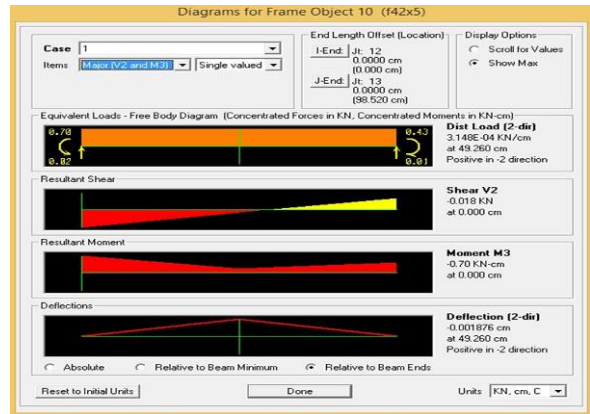 Diagrams for Frame Object 10 (f42x5)
Case 1
Items Major (V2 and M3) Single valued
End Length Offset (Location)
I-End: Jt: 12
0.0000 cm
(0.000 cm)
J-End: Jt: 13
0.0000 cm
(98.520 cm)
Display Options
Scroll for Values
Show Max
Equivalent Loads - Free Body Diagram (Concentrated Forces in KN, Concentrated Moments in KN-cm)
0.70
0.02
0.43
0.01
Dist Load (2-dir)
3.148E-04 KN/cm
at 49.260 cm
Positive in -2 direction
Resultant Shear
Shear V2
-0.018 KN
at 0.000 cm
Resultant Moment
Moment M3
-0.70 KN-cm
at 0.000 cm
Deflections
Deflection (2-dir)
-0.001876 cm
at 49.260 cm
Positive in -2 direction
Absolute Relative to Beam Minimum Relative to Beam Ends
Reset to Initial Units Done Units KN, cm, C